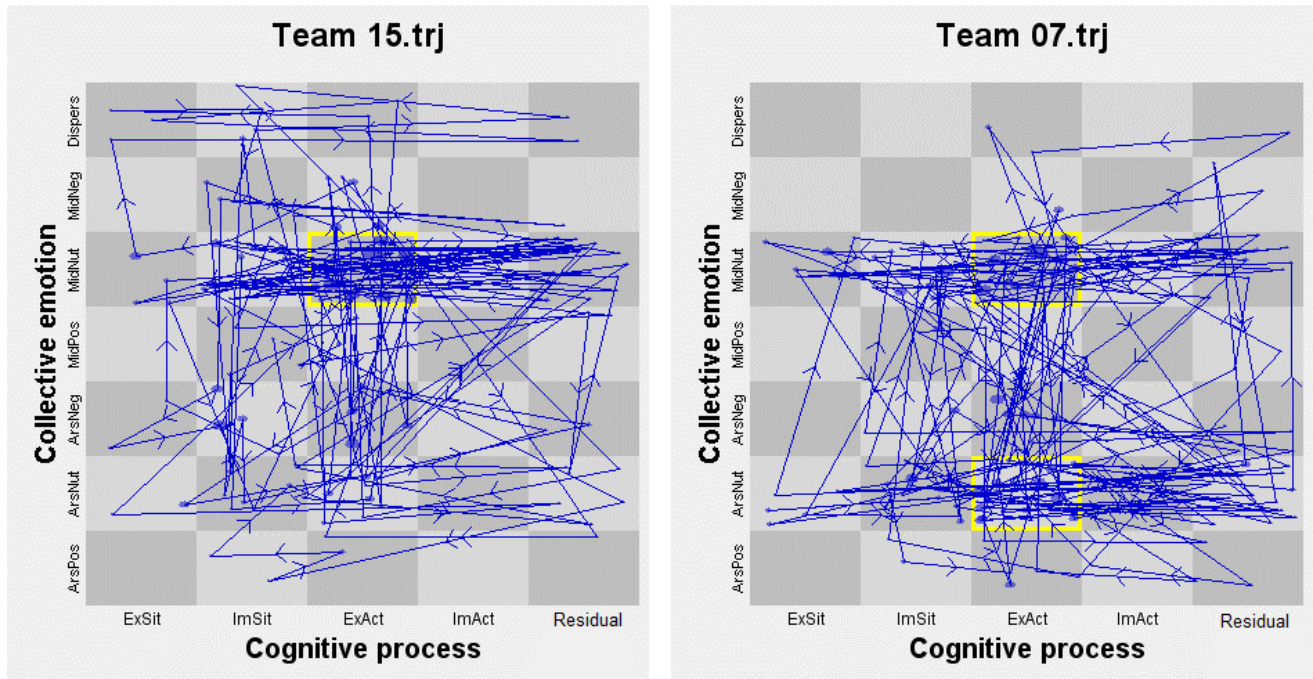 Team 15.trj
Collective emotion
Dispers
MidNeg
MidNut
MidPos
ArsNeg
ArsNut
ArsPos
ExSit
ImSit
ExAct
ImAct
Residual
Cognitive process
Team 07.trj
Collective emotion
Dispers
MidNeg
MidNut
MidPos
ArsNeg
ArsNut
ArsPos
ExSit
ImSit
ExAct
ImAct
Residual
Cognitive process